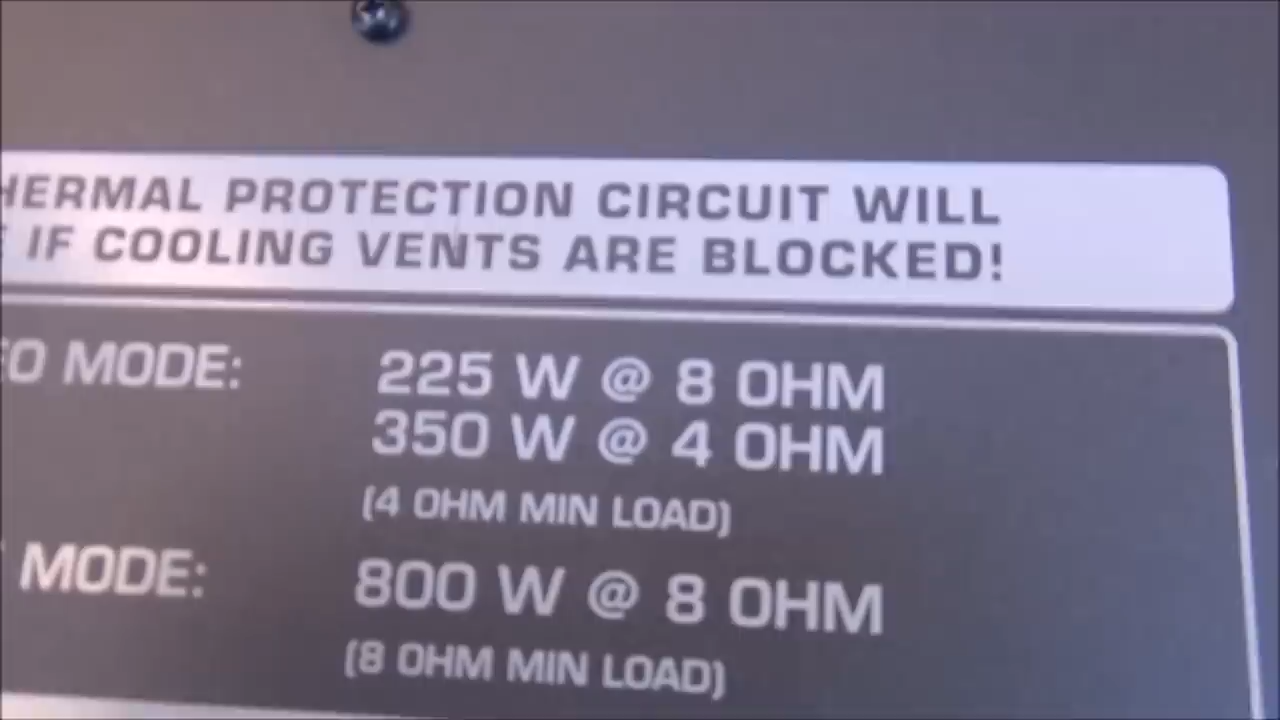 HERMAL PROTECTION CIRCUIT WILL
E IF COOLING VENTS ARE BLOCKED!
EO MODE: 225 W @ 8 OHM
350 W @ 4 OHM
(4 OHM MIN LOAD)
MODE: 800 W @ 8 OHM
(8 OHM MIN LOAD)